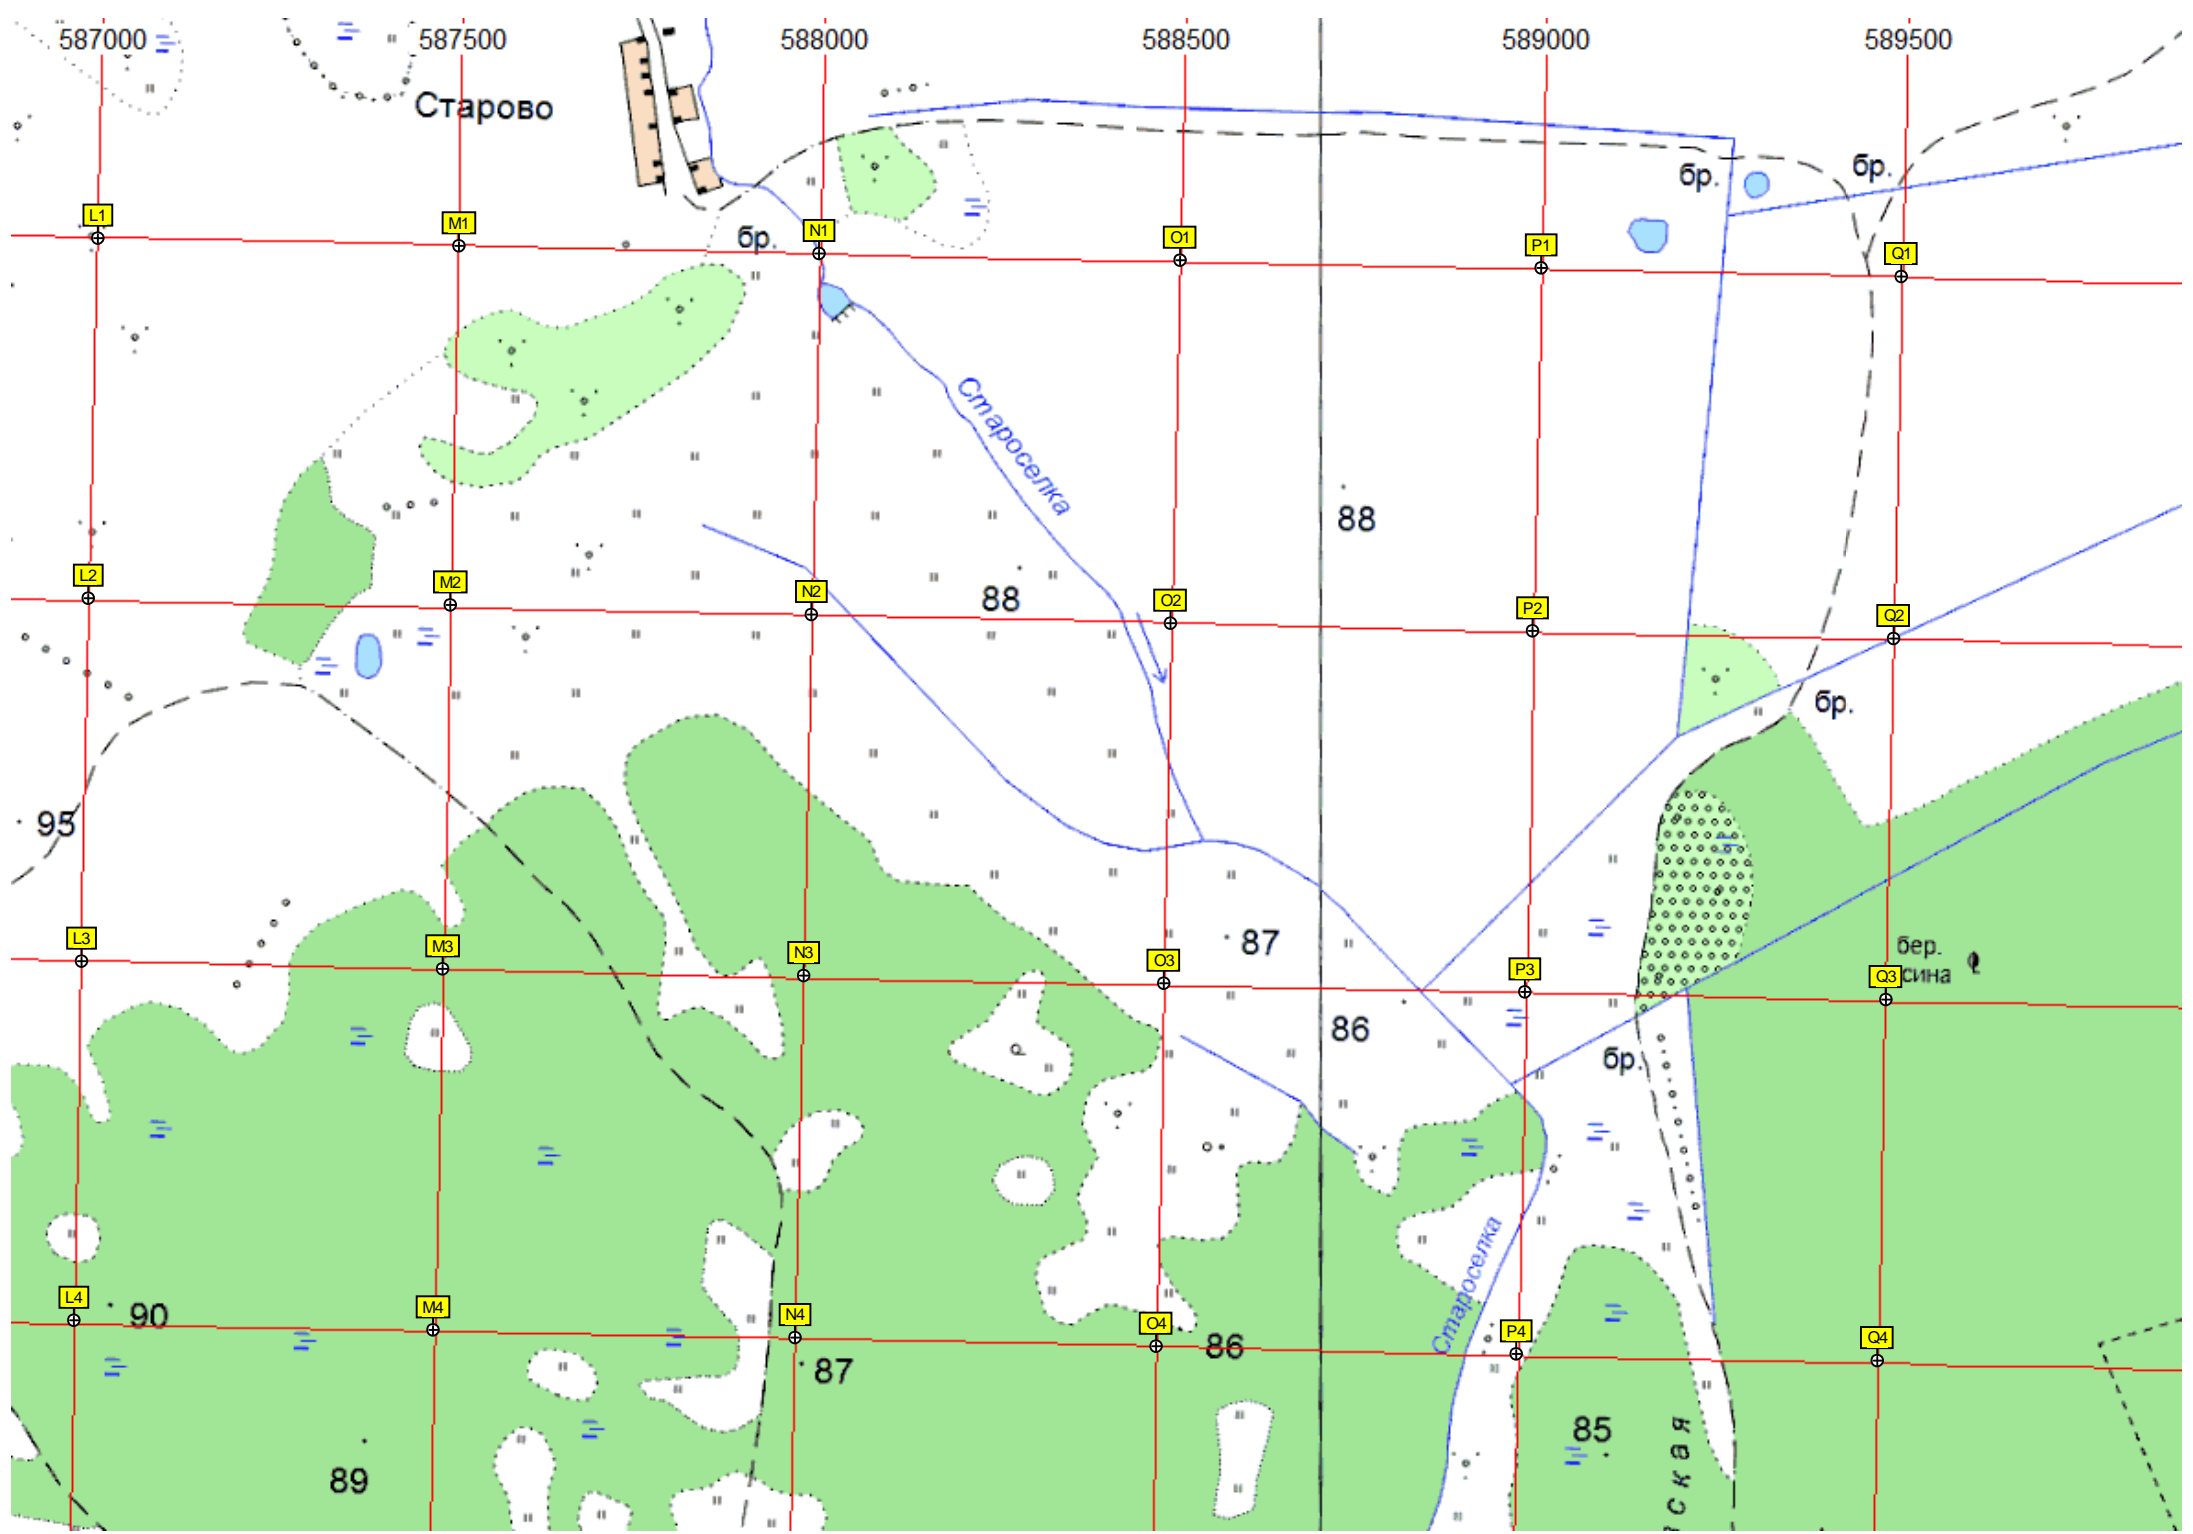 587000 587500 588000 588500 589000 589500
Старово
бр. бр.
L1 M1 N1 O1 P1 Q1
бр.
Староселка
88
L2 M2 N2 O2 P2 Q2
88
бр.
95
87
L3 M3 N3 O3 P3 Q3
бер.
сина
86
бр.
Староселка
L4 M4 N4 O4 P4 Q4
90
86
87
85
89
ская